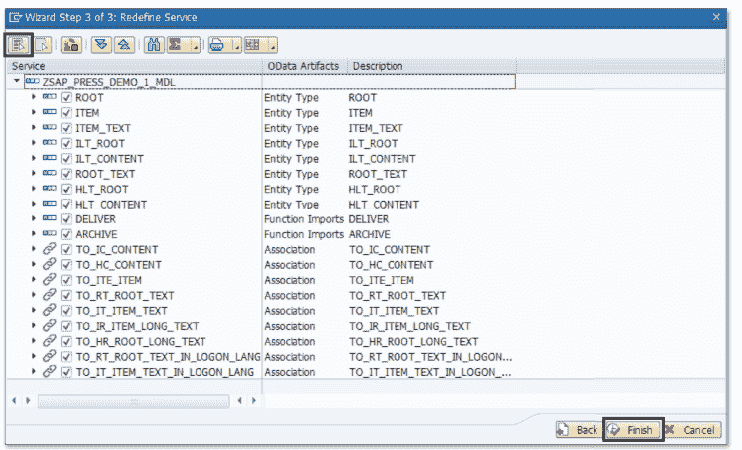 Wizard Step 3 of 3: Redefine Service
Service OData Artifacts Description
ZSAP_PRESS_DEMO_1_MDL
ROOT Entity Type ROOT
ITEM Entity Type ITEM
ITEM_TEXT Entity Type ITEM_TEXT
ILT_ROOT Entity Type ILT_ROOT
ILT_CONTENT Entity Type ILT_CONTENT
ROOT_TEXT Entity Type ROOT_TEXT
HLT_ROOT Entity Type HLT_ROOT
HLT_CONTENT Entity Type HLT_CONTENT
DELIVER Function Imports DELIVER
ARCHIVE Function Imports ARCHIVE
TO_IC_CONTENT Association TO_IC_CONTENT
TO_HC_CONTENT Association TO_HC_CONTENT
TO_ITE_ITEM Association TO_ITE_ITEM
TO_RT_ROOT_TEXT Association TO_RT_ROOT_TEXT
TO_IT_ITEM_TEXT Association TO_IT_ITEM_TEXT
TO_IR_ITEM_LONG_TEXT Association TO_IR_ITEM_LONG_TEXT
TO_HR_ROOT_LONG_TEXT Association TO_HR_ROOT_LONG_TEXT
TO_RT_ROOT_TEXT_IN_LOGON_LANG Association TO_RT_ROOT_TEXT_IN_LOGON...
TO_IT_ITEM_TEXT_IN_LOGON_LANG Association TO_IT_ITEM_TEXT_IN_LOGON_...
Back Finish Cancel